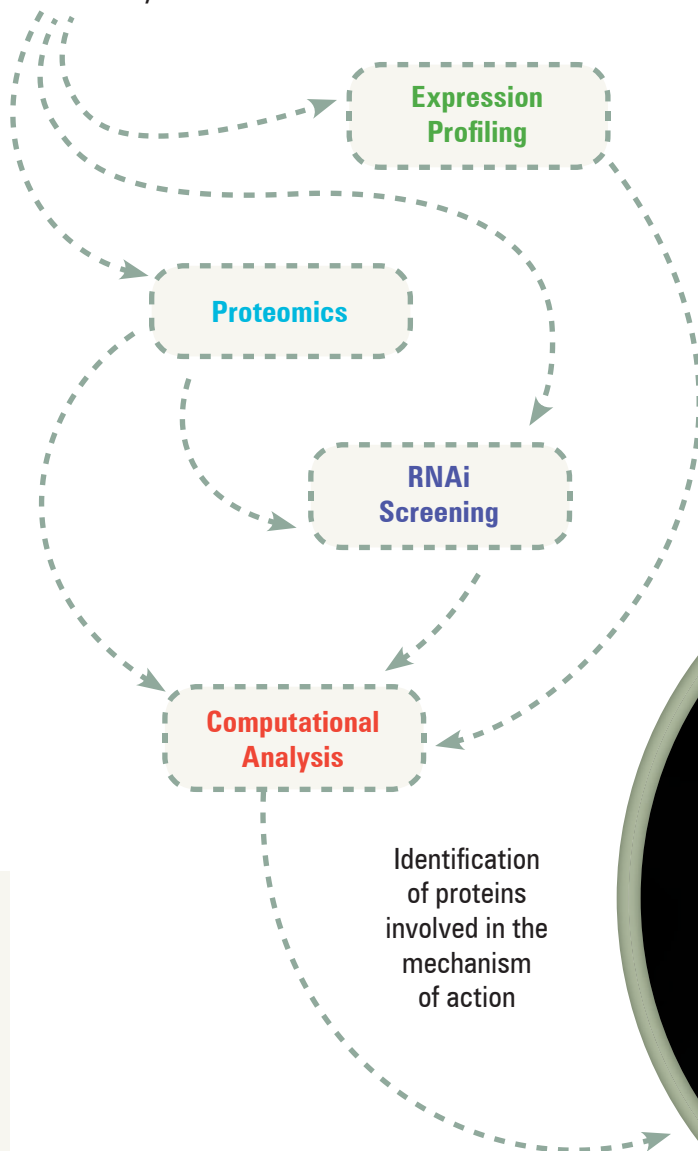 Expression
Profiling
Proteomics
RNAi
Screening
Computational
Analysis
Identification
of proteins
involved in the
mechanism
of action